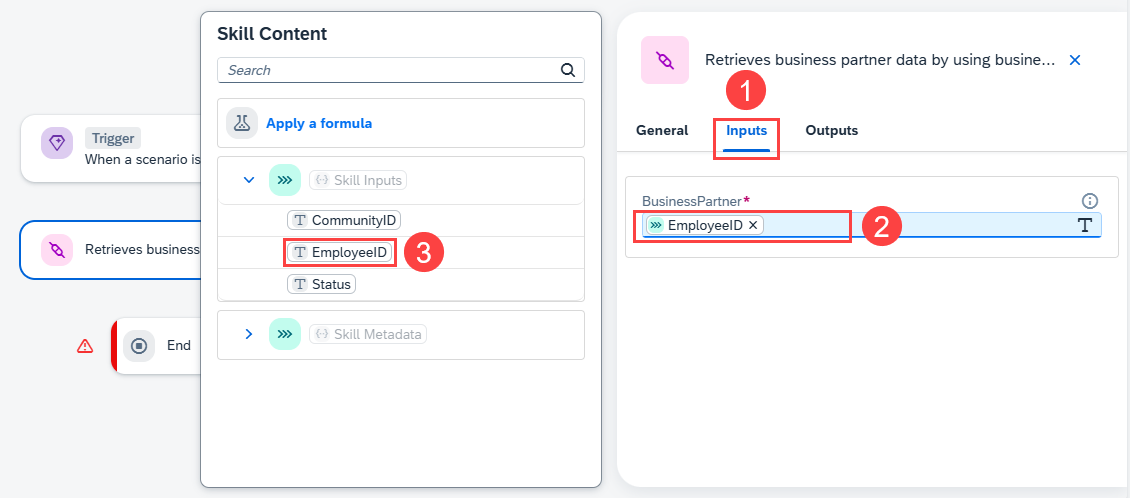 Trigger
When a scenario is
Retrieves business
End
Skill Content
Search
Apply a formula
Skill Inputs
CommunityID
EmployeeID
3
Status
Skill Metadata
Retrieves business partner data by using busine...
1
General Inputs Outputs
BusinessPartner*
EmployeeID
2